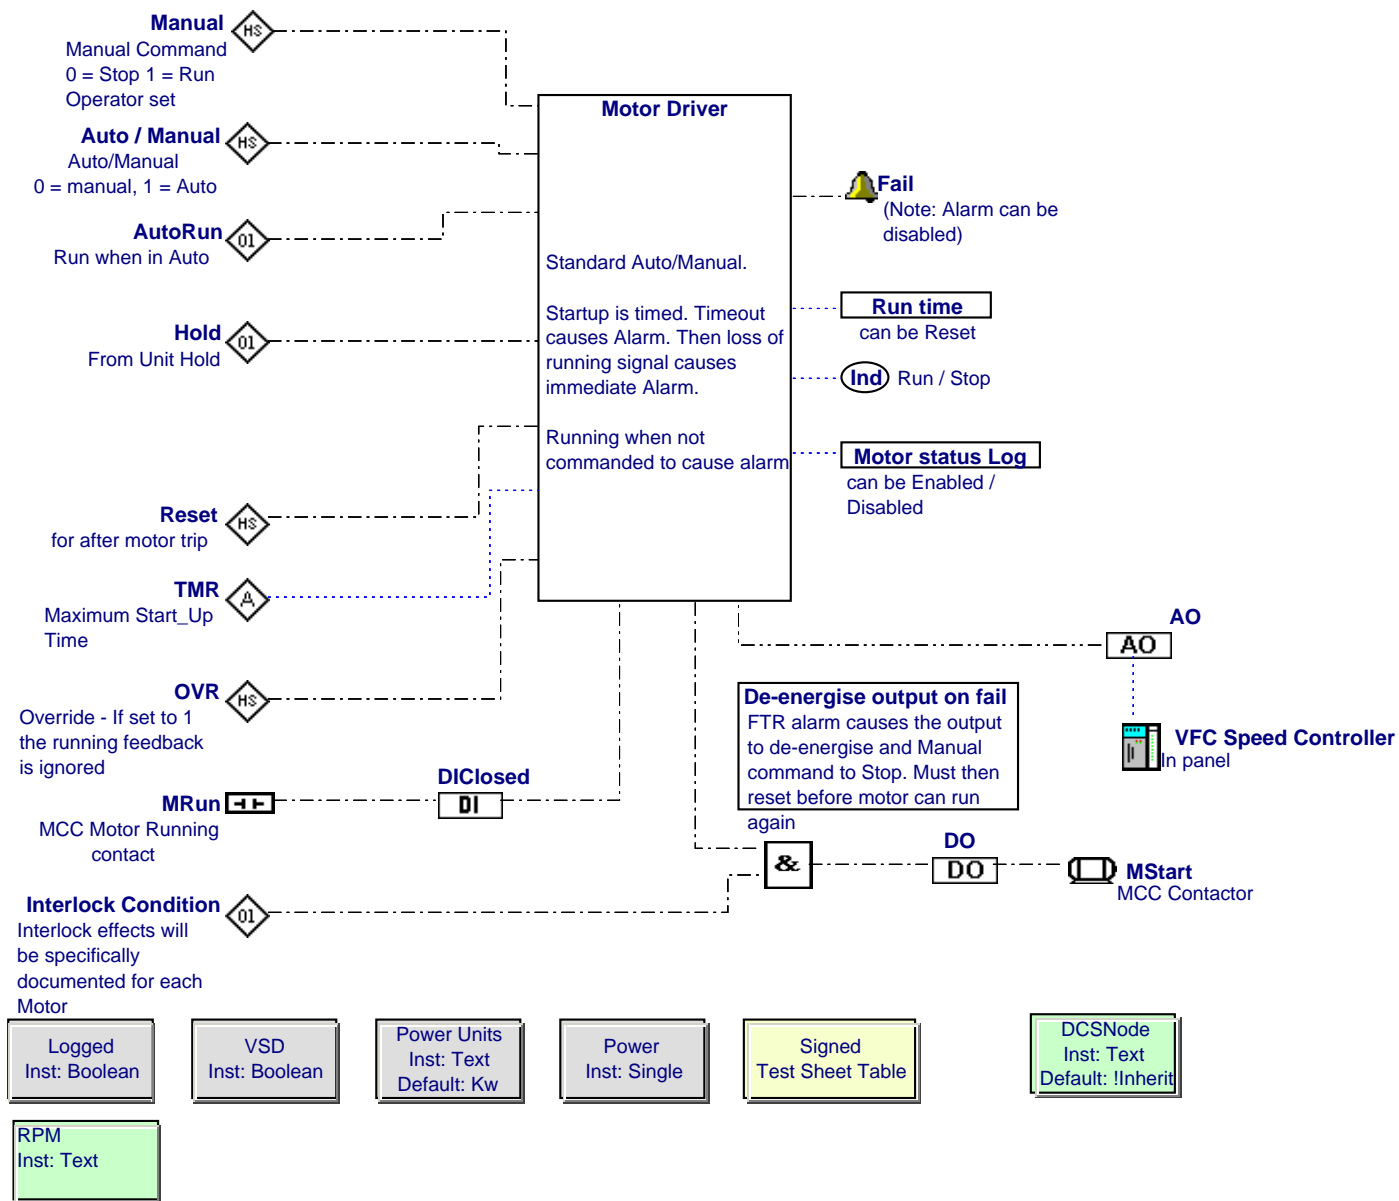 Manual
HS
Manual Command
0 = Stop 1 = Run
Operator set
Auto / Manual
HS
Auto/Manual
0 = manual, 1 = Auto
AutoRun
01
Run when in Auto
Hold
01
From Unit Hold
Reset
HS
for after motor trip
TMR
A
Maximum Start_Up
Time
OVR
HS
Override - If set to 1
the running feedback
is ignored
MRun
MCC Motor Running
contact
DIClosed
DI
Interlock Condition
01
Interlock effects will
be specifically
documented for each
Motor
Motor Driver
Standard Auto/Manual.
Startup is timed. Timeout
causes Alarm. Then loss of
running signal causes
immediate Alarm.
Running when not
commanded to cause alarm
Fail
(Note: Alarm can be
disabled)
Run time
can be Reset
Ind
Run / Stop
Motor status Log
can be Enabled /
Disabled
AO
AO
VFC Speed Controller
In panel
De-energise output on fail
FTR alarm causes the output
to de-energise and Manual
command to Stop. Must then
reset before motor can run
again
&
DO
DO
MStart
MCC Contactor
Logged
Inst: Boolean
VSD
Inst: Boolean
Power Units
Inst: Text
Default: Kw
Power
Inst: Single
Signed
Test Sheet Table
DCSNode
Inst: Text
Default: !Inherit
RPM
Inst: Text